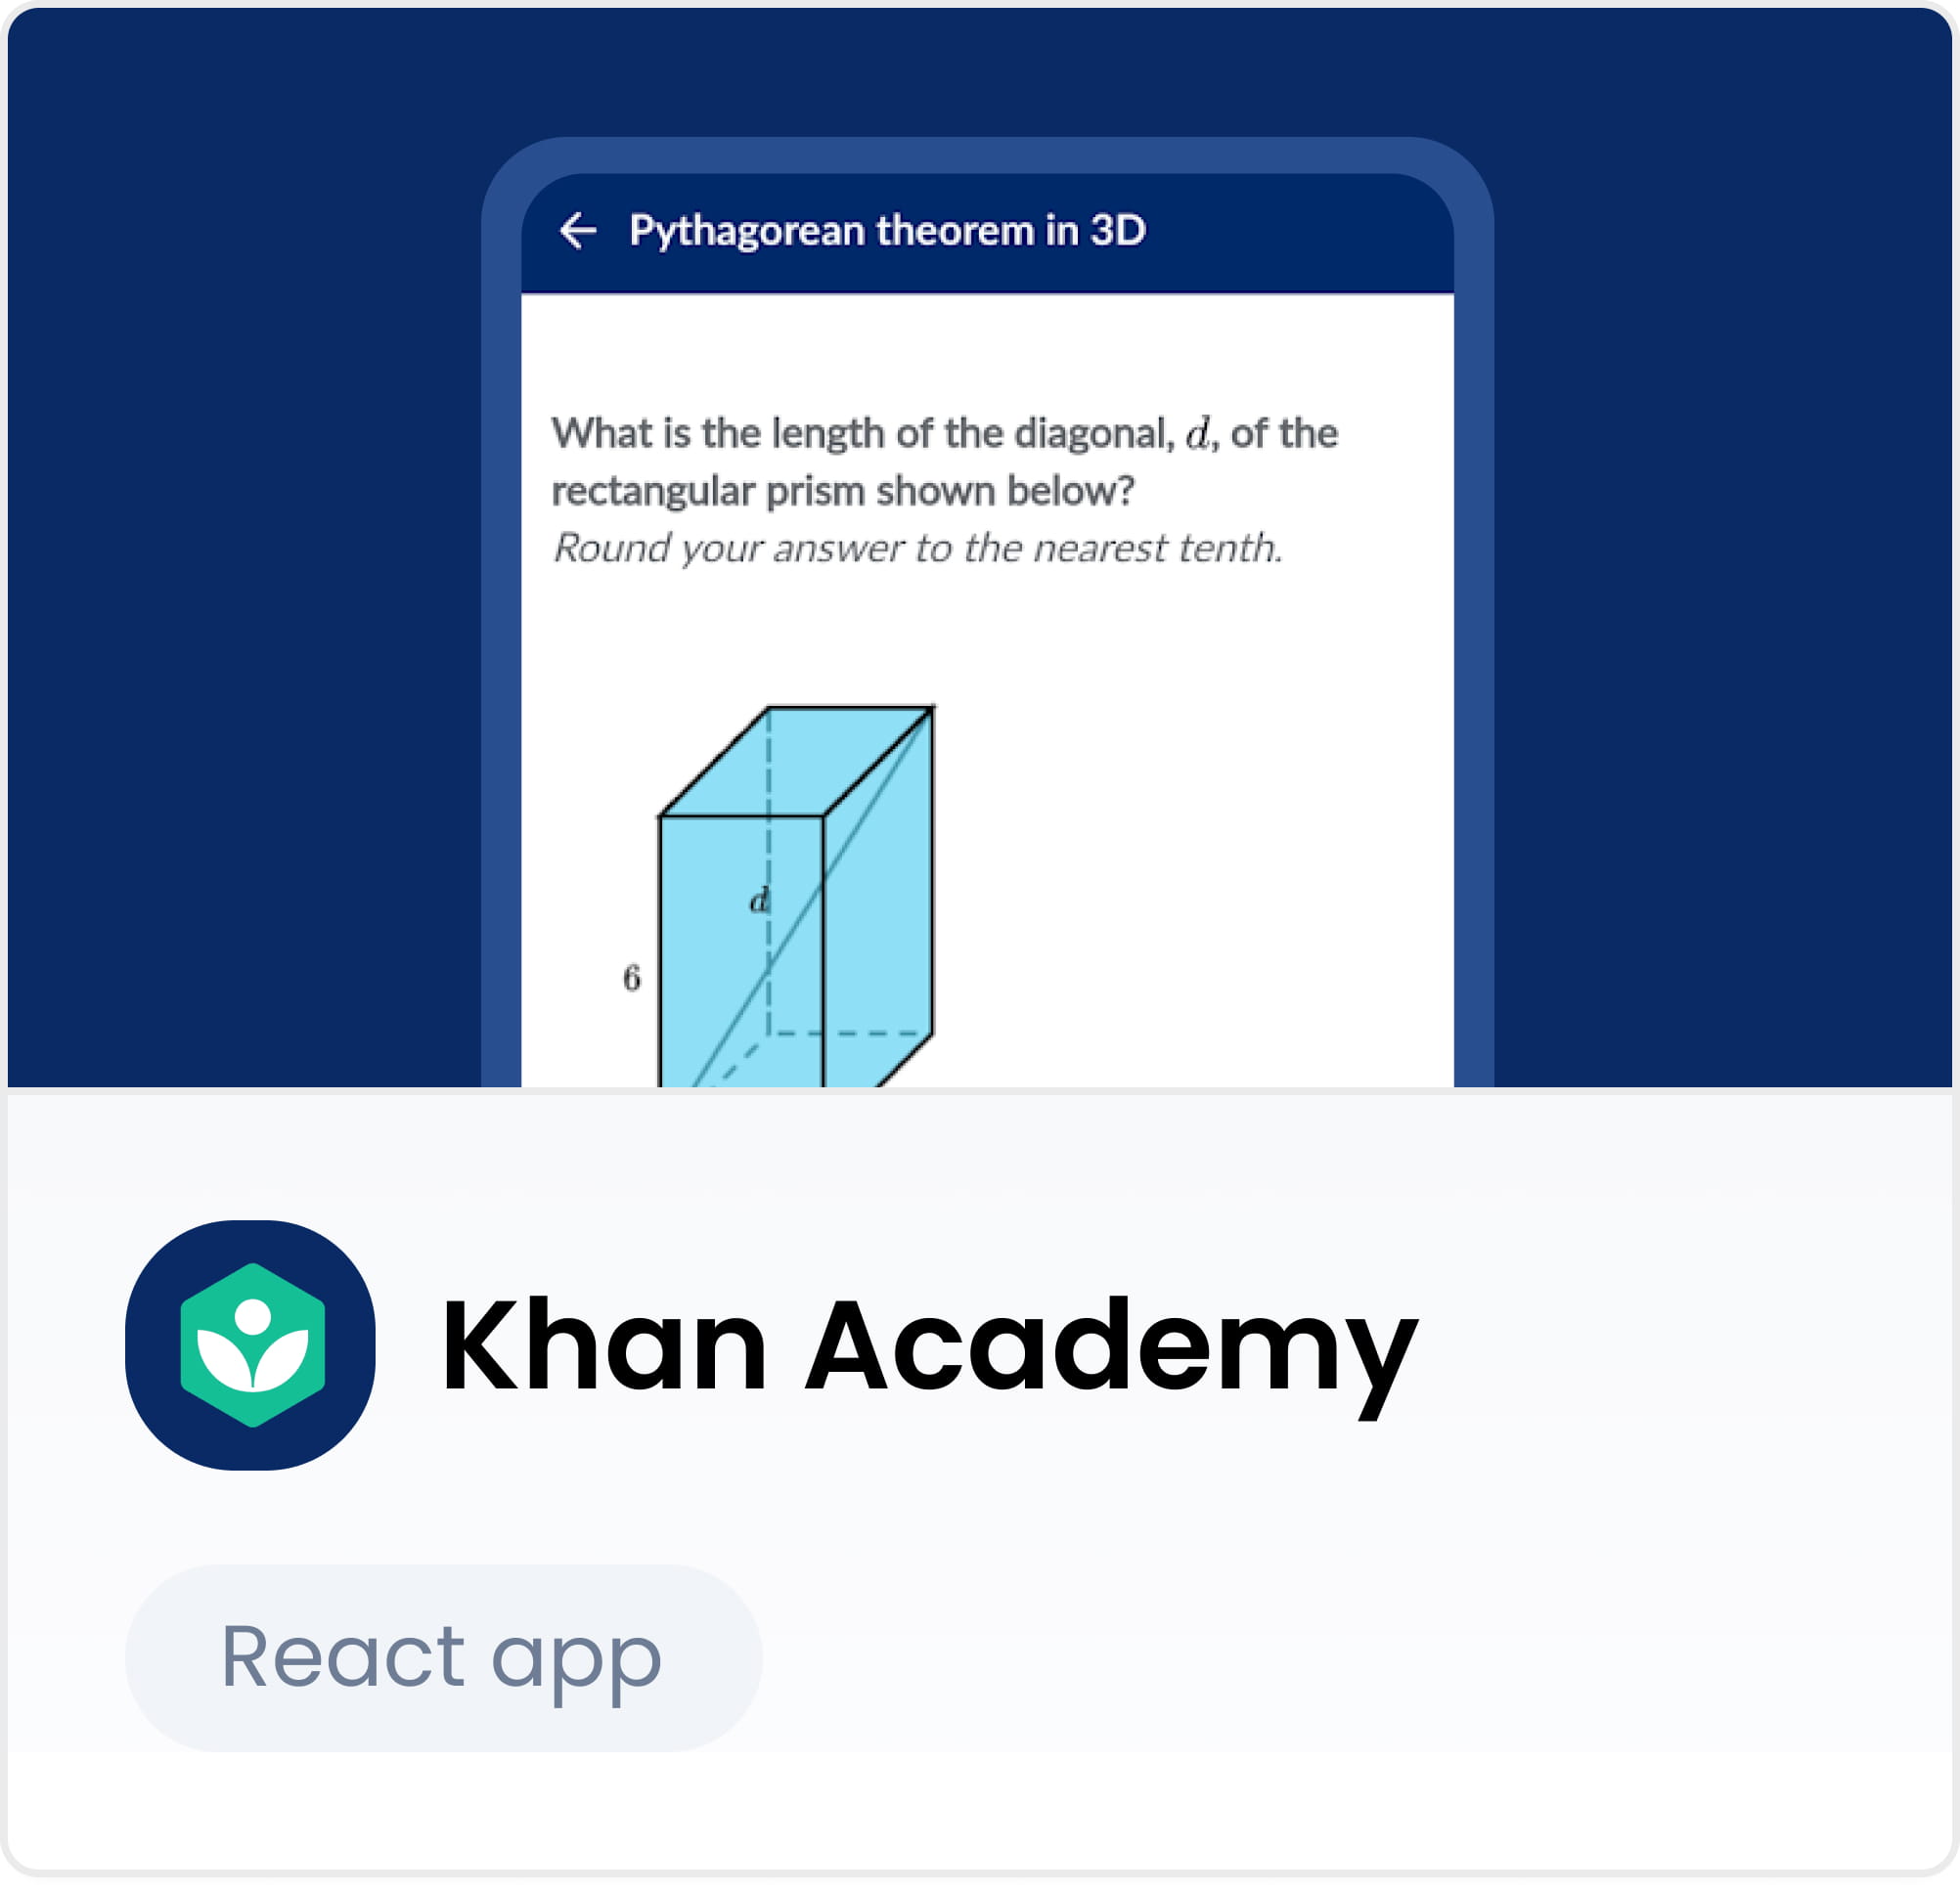 Pythagorean theorem in 3D
What is the length of the diagonal, d, of the
rectangular prism shown below?
Round your answer to the nearest tenth.
d
6
Khan Academy
React app